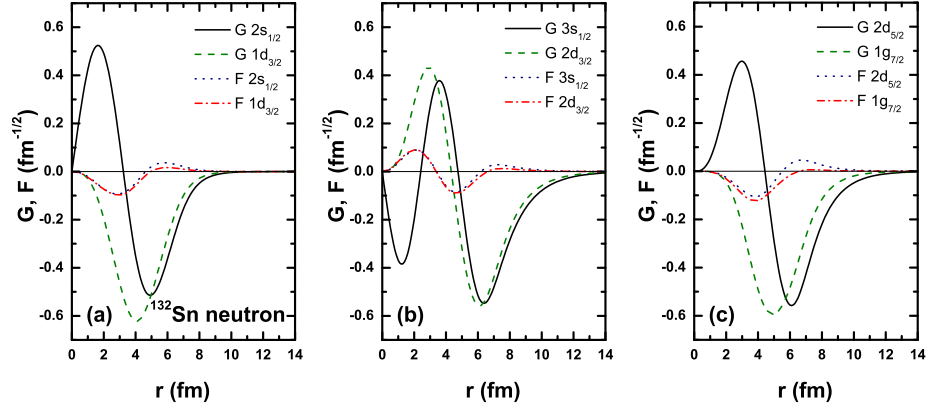 G 2s1/2
G 1d3/2
F 2s1/2
F 1d3/2
G, F (fm-1/2)
0.6
0.4
0.2
0.0
-0.2
-0.4
-0.6
(a)
132Sn neutron
0 2 4 6 8 10 12 14
r (fm)
G 3s1/2
G 2d3/2
F 3s1/2
F 2d3/2
G, F (fm-1/2)
0.6
0.4
0.2
0.0
-0.2
-0.4
-0.6
(b)
0 2 4 6 8 10 12 14
r (fm)
G 2d5/2
G 1g7/2
F 2d5/2
F 1g7/2
G, F (fm-1/2)
0.6
0.4
0.2
0.0
-0.2
-0.4
-0.6
(c)
0 2 4 6 8 10 12 14
r (fm)